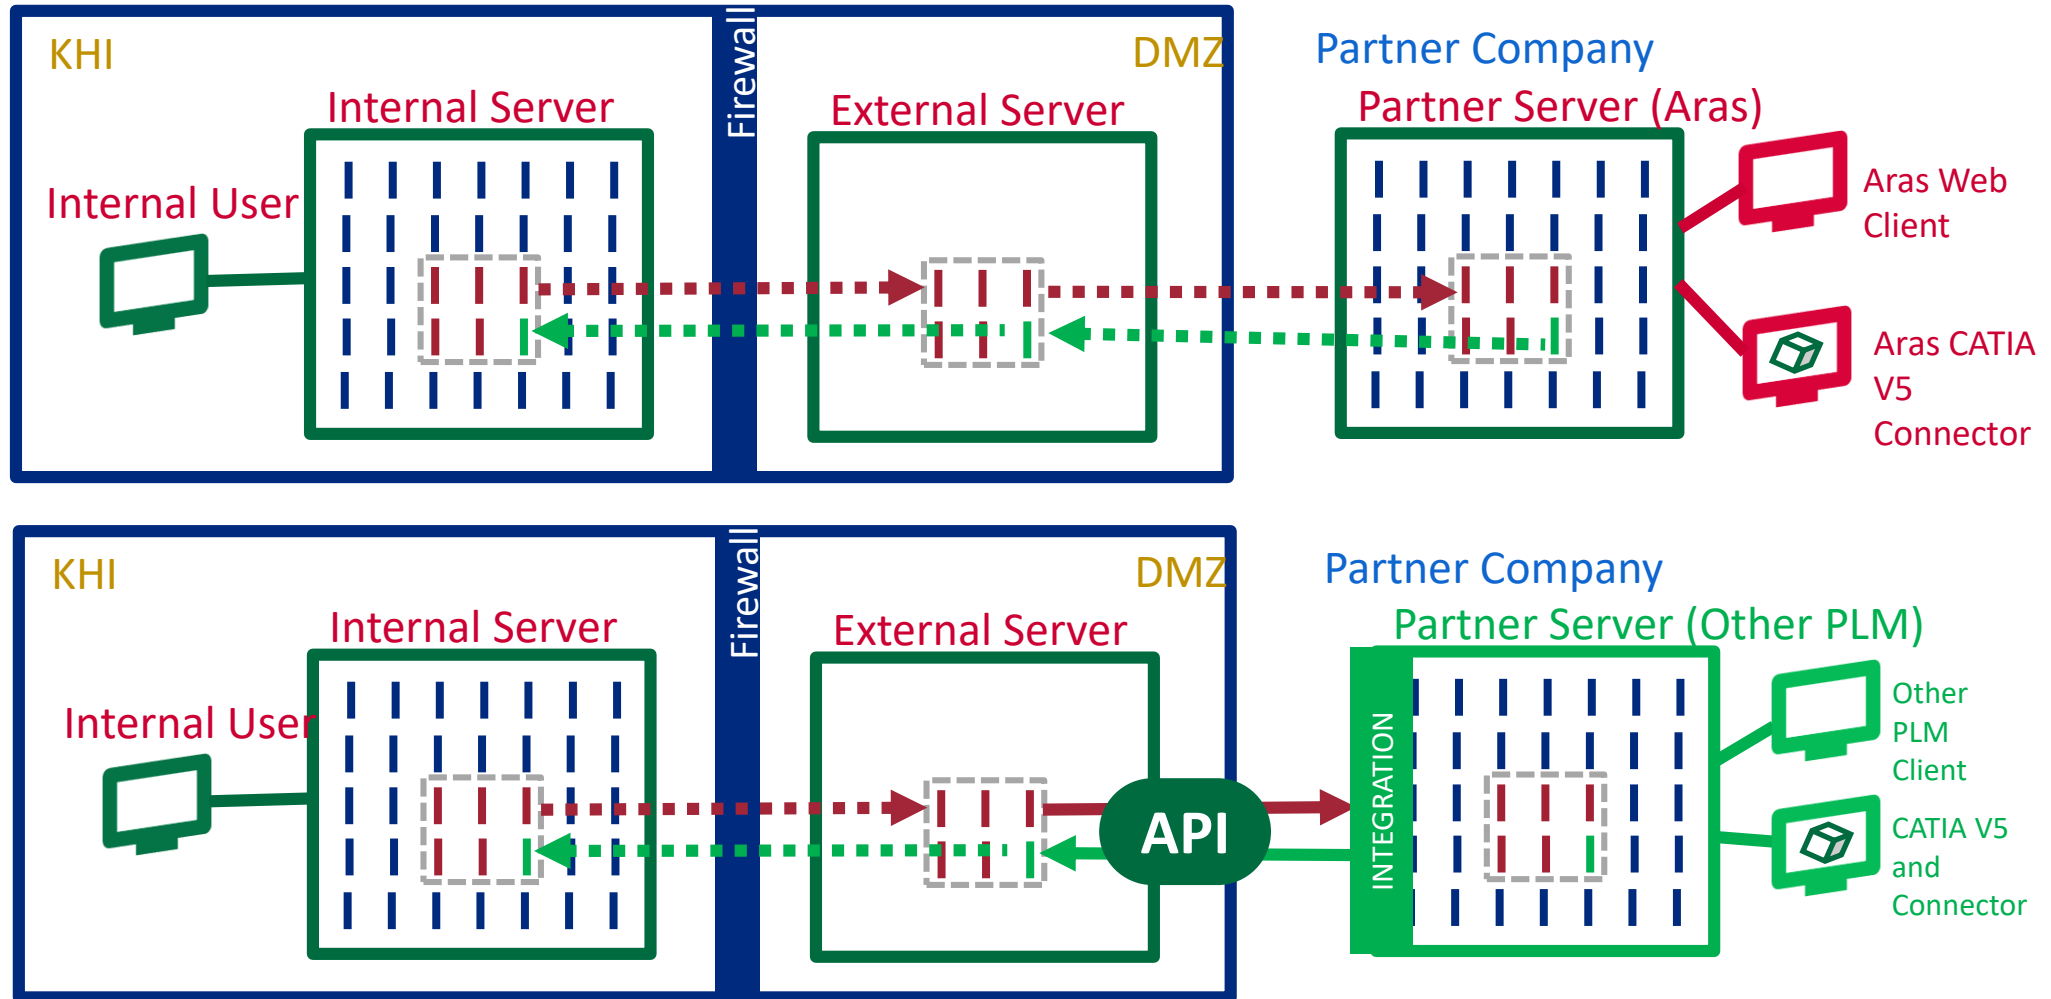 KHI
Firewall
DMZ
Partner Company
Internal Server
External Server
Partner Server (Aras)
Internal User
Aras Web
Client
Aras CATIA
V5
Connector
KHI
Firewall
DMZ
Partner Company
Internal Server
External Server
Partner Server (Other PLM)
Internal User
API
INTEGRATION
Other
PLM
Client
CATIA V5
and
Connector